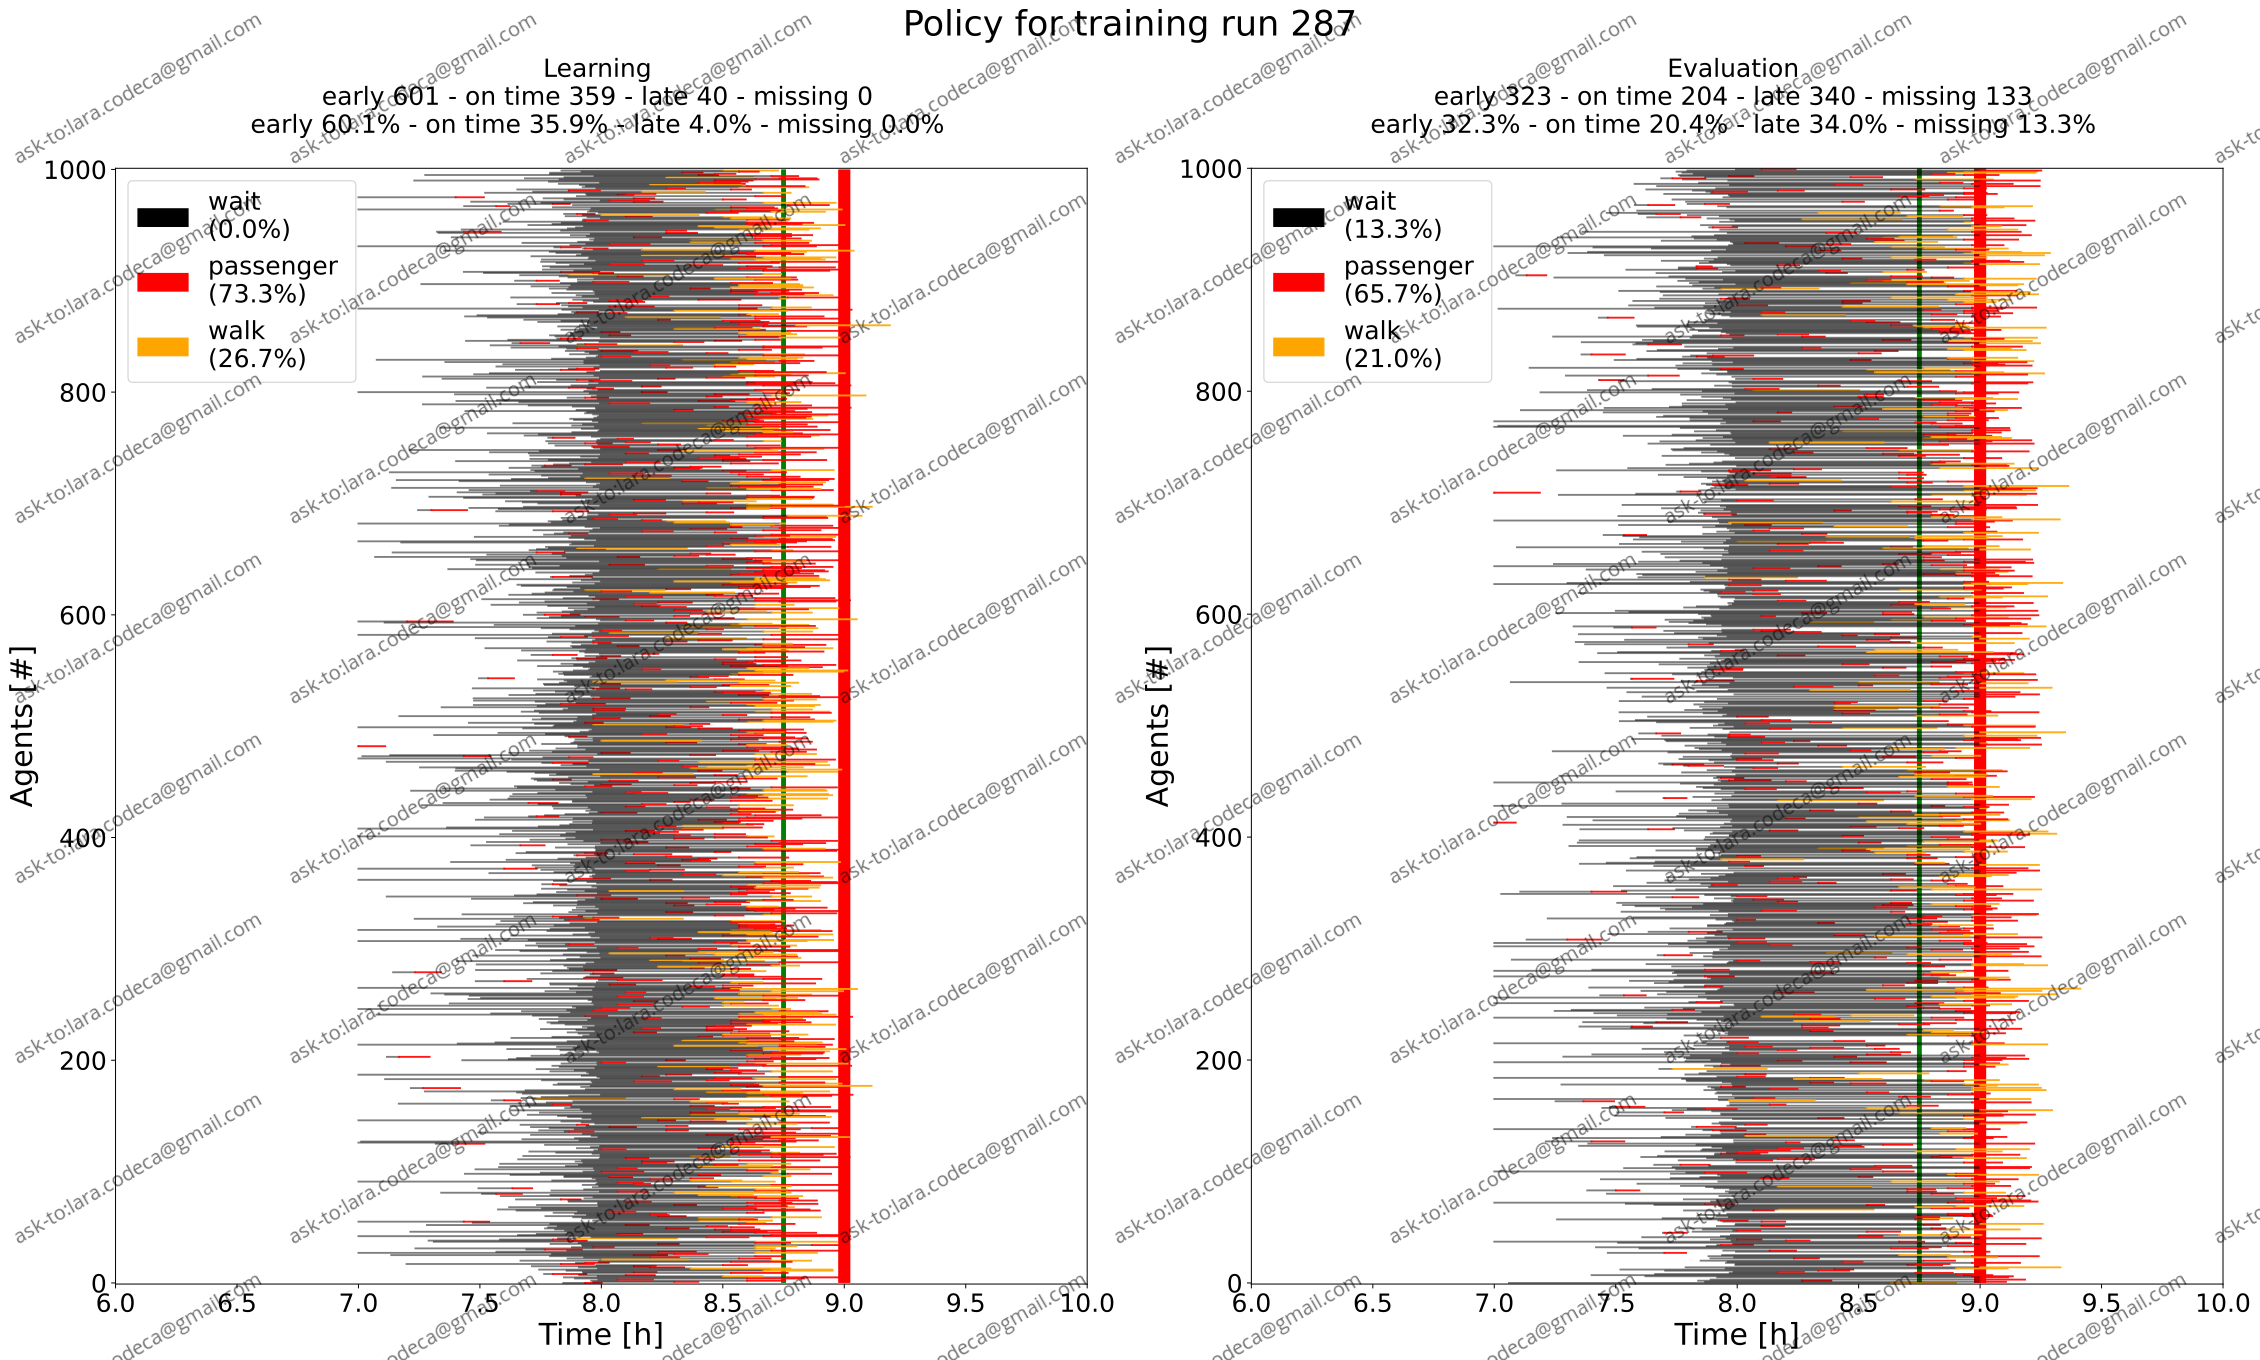 Policy for training run 287
Learning
early 601 - on time 359 - late 40 - missing 0
early 60.1% - on time 35.9% - late 4.0% - missing 0.0%
wait
(0.0%)
passenger
(73.3%)
walk
(26.7%)
Agents [#]
1000
800
600
400
200
0
6.0 6.5 7.0 7.5 8.0 8.5 9.0 9.5 10.0
Time [h]
Evaluation
early 323 - on time 204 - late 340 - missing 133
early 32.3% - on time 20.4% - late 34.0% - missing 13.3%
wait
(13.3%)
passenger
(65.7%)
walk
(21.0%)
Agents [#]
1000
800
600
400
200
0
6.0 6.5 7.0 7.5 8.0 8.5 9.0 9.5 10.0
Time [h]
ask-to:lara.codeca@gmail.com